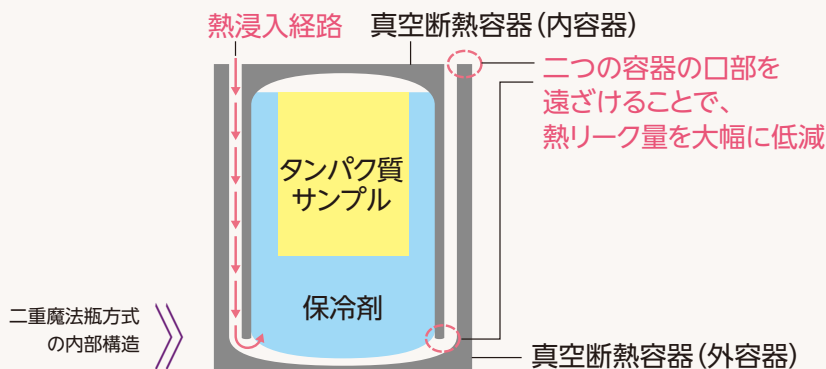 熱浸入経路
真空断熱容器（内容器）
二つの容器の口部を
遠ざけることで、
熱リーク量を大幅に低減
タンパク質
サンプル
保冷剤
二重魔法瓶方式
の内部構造
真空断熱容器（外容器）